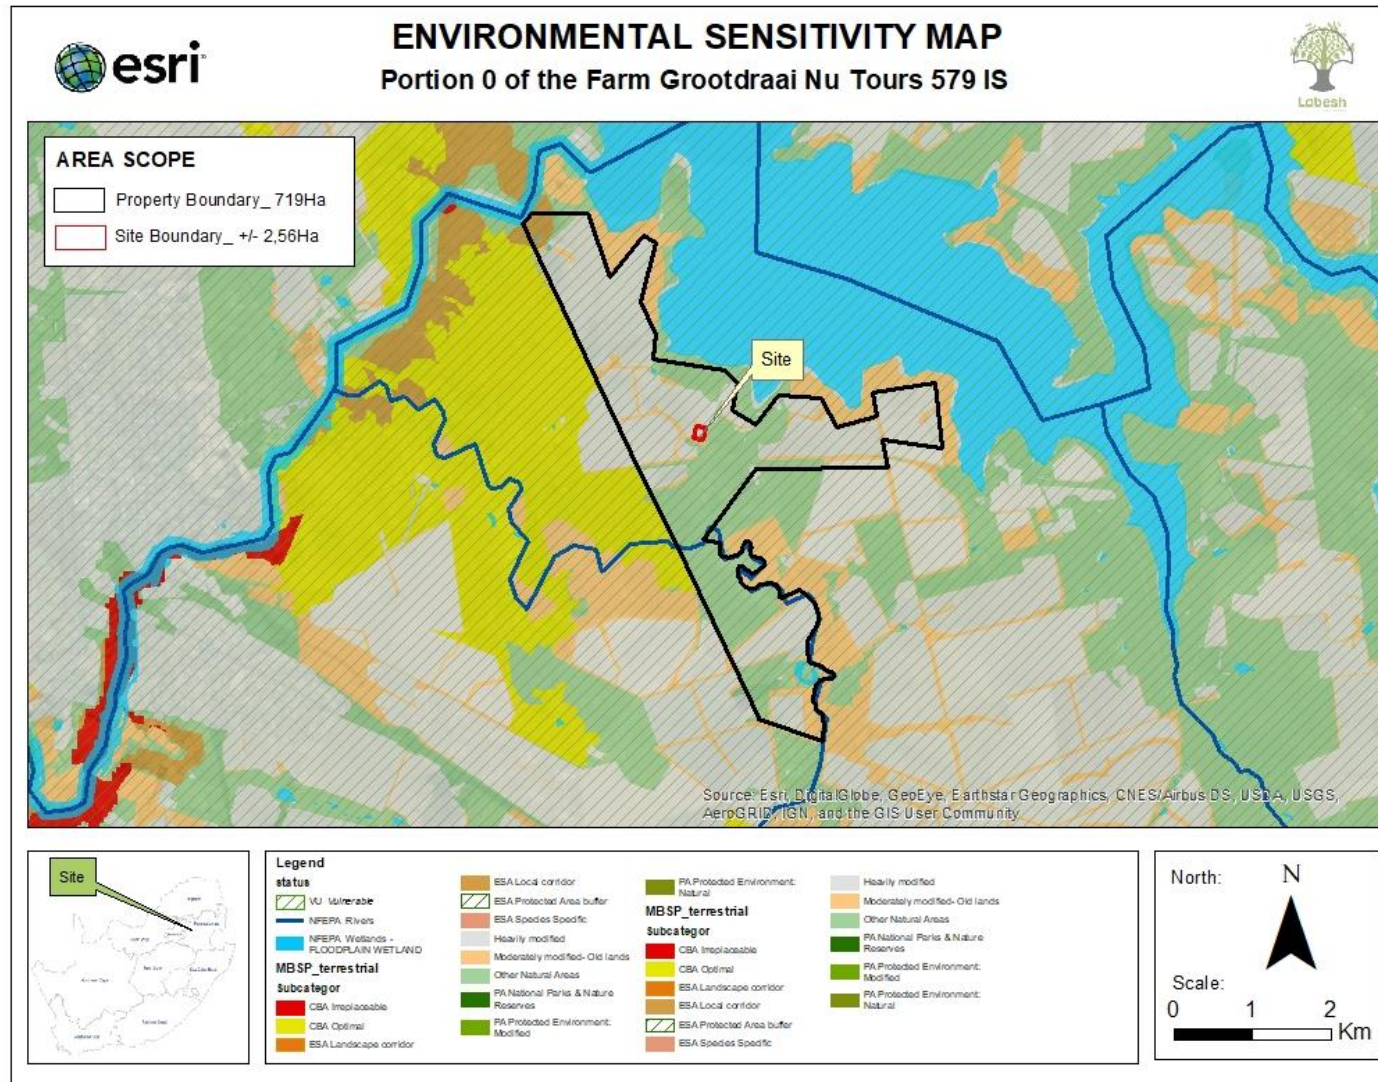 esri
ENVIRONMENTAL SENSITIVITY MAP
Portion 0 of the Farm Grootdraai Nu Tours 579 IS
Labesh
AREA SCOPE
Property Boundary_ 719Ha
Site Boundary_ +/- 2,56Ha
Site
Source: Esri, DigitalGlobe, GeoEye, Earthstar Geographics, CNES/Airbus DS, USDA, USGS,
AeroGRID, IGN, and the GIS User Community
Site
Legend
status
VU Vulnerable
NFEPA Rivers
NFEPA Wetlands -
FLOODPLAIN WETLAND
MBSP_terrestrial
Subcategor
CBA Irreplaceable
CBA Optimal
ESA Landscape corridor
ESA Local corridor
ESA Protected Area buffer
ESA Species Specific
Heavily modified
Moderately modified- Old lands
Other Natural Areas
PA National Parks & Nature
Reserves
PA Protected Environment:
Modified
PA Protected Environment:
Natural
MBSP_terrestrial
Subcategor
CBA Irreplaceable
CBA Optimal
ESA Landscape corridor
ESA Local corridor
ESA Protected Area buffer
ESA Species Specific
Heavily modified
Moderately modified- Old lands
Other Natural Areas
PA National Parks & Nature
Reserves
PA Protected Environment:
Modified
PA Protected Environment:
Natural
North:
N
Scale:
0 1 2
Km